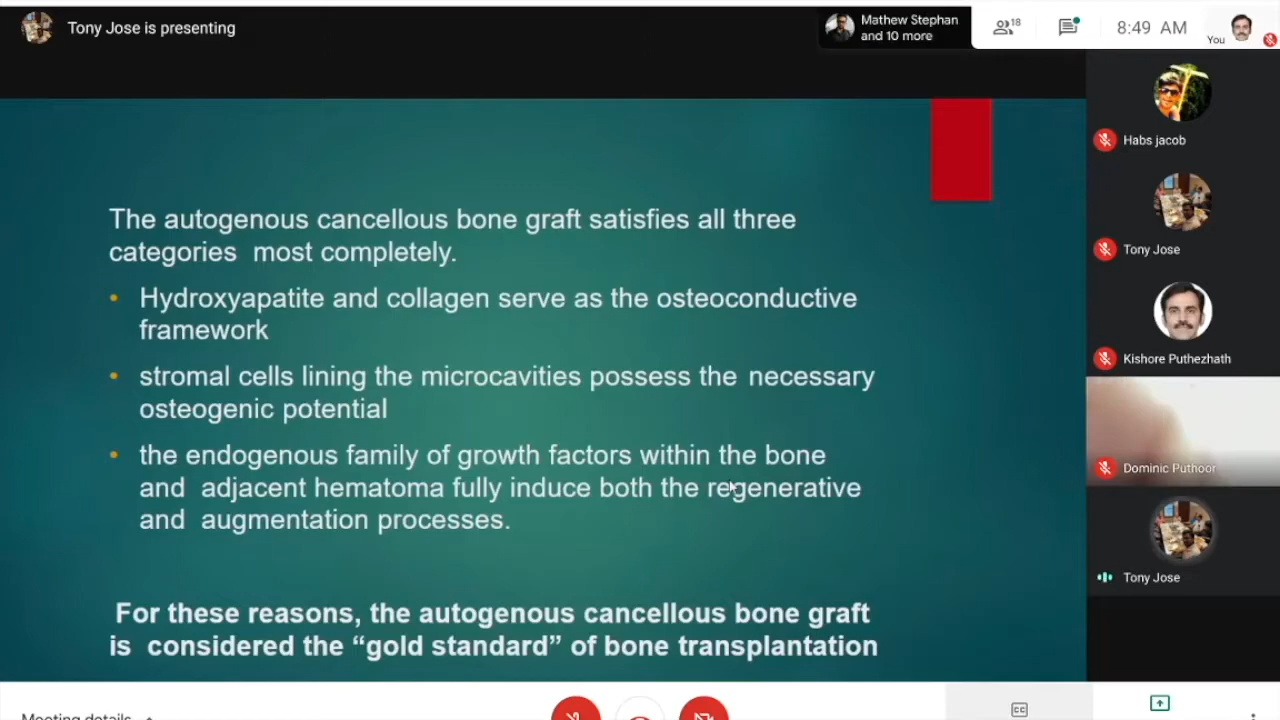 Tony Jose is presenting
Mathew Stephan
and 10 more
18
8:49 AM
You
Habs jacob
Tony Jose
Kishore Puthezhath
Dominic Puthoor
Tony Jose
The autogenous cancellous bone graft satisfies all three
categories most completely.
• Hydroxyapatite and collagen serve as the osteoconductive
framework
• stromal cells lining the microcavities possess the necessary
osteogenic potential
• the endogenous family of growth factors within the bone
and adjacent hematoma fully induce both the regenerative
and augmentation processes.
For these reasons, the autogenous cancellous bone graft
is considered the “gold standard” of bone transplantation
Meeting details
CC